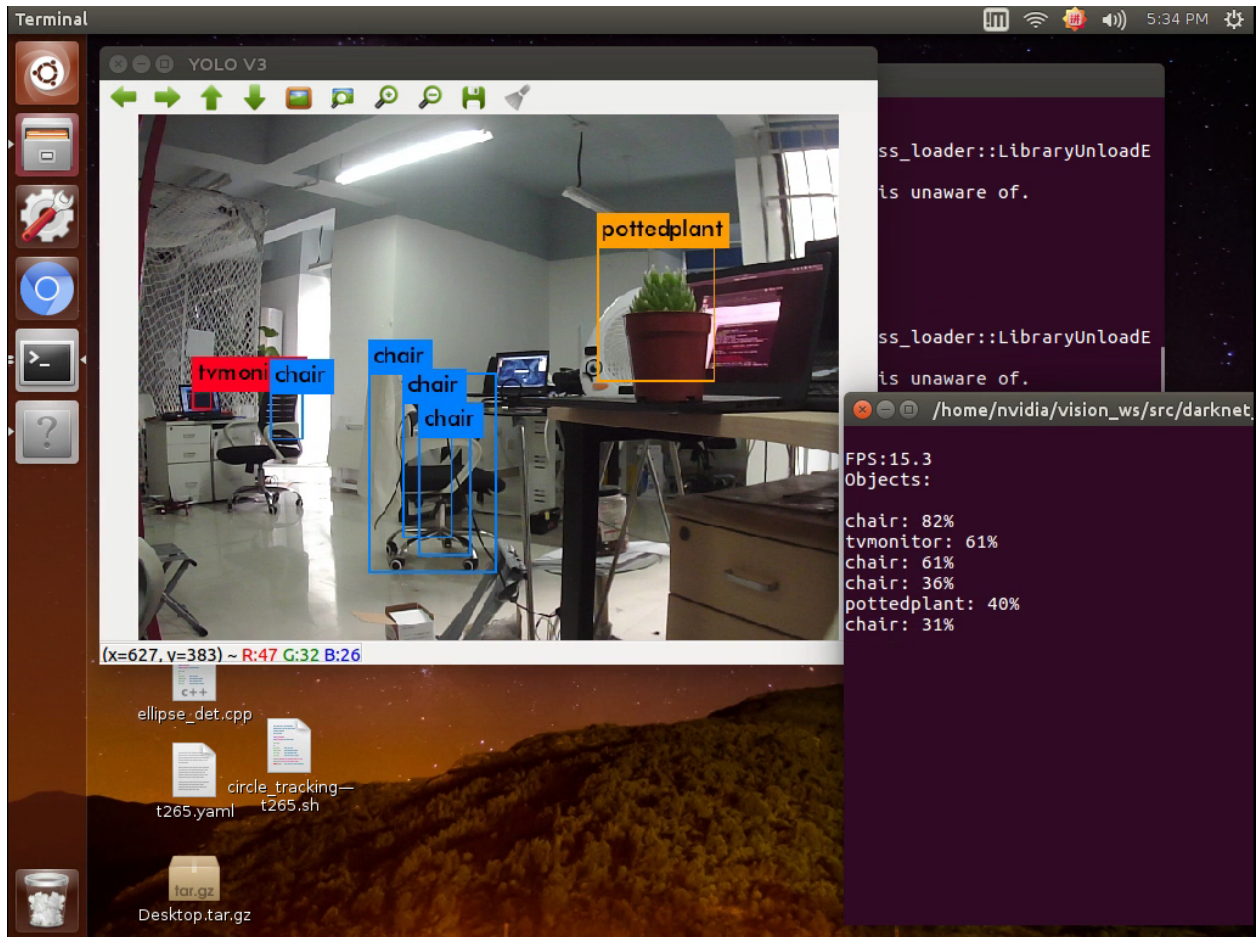 Terminal
5:34 PM
YOLO V3
pottedplant
tvmoni
chair
chair
chair
chair
(x=627, y=383) ~ R:47 G:32 B:26
ss_loader::LibraryUnloadE
is unaware of.
ss_loader::LibraryUnloadE
is unaware of.
/home/nvidia/vision_ws/src/darknet_
FPS:15.3
Objects:
chair: 82%
tvmonitor: 61%
chair: 61%
chair: 36%
pottedplant: 40%
chair: 31%
C++
ellipse_det.cpp
circle_tracking—
t265.sh
t265.yaml
tar.gz
Desktop.tar.gz